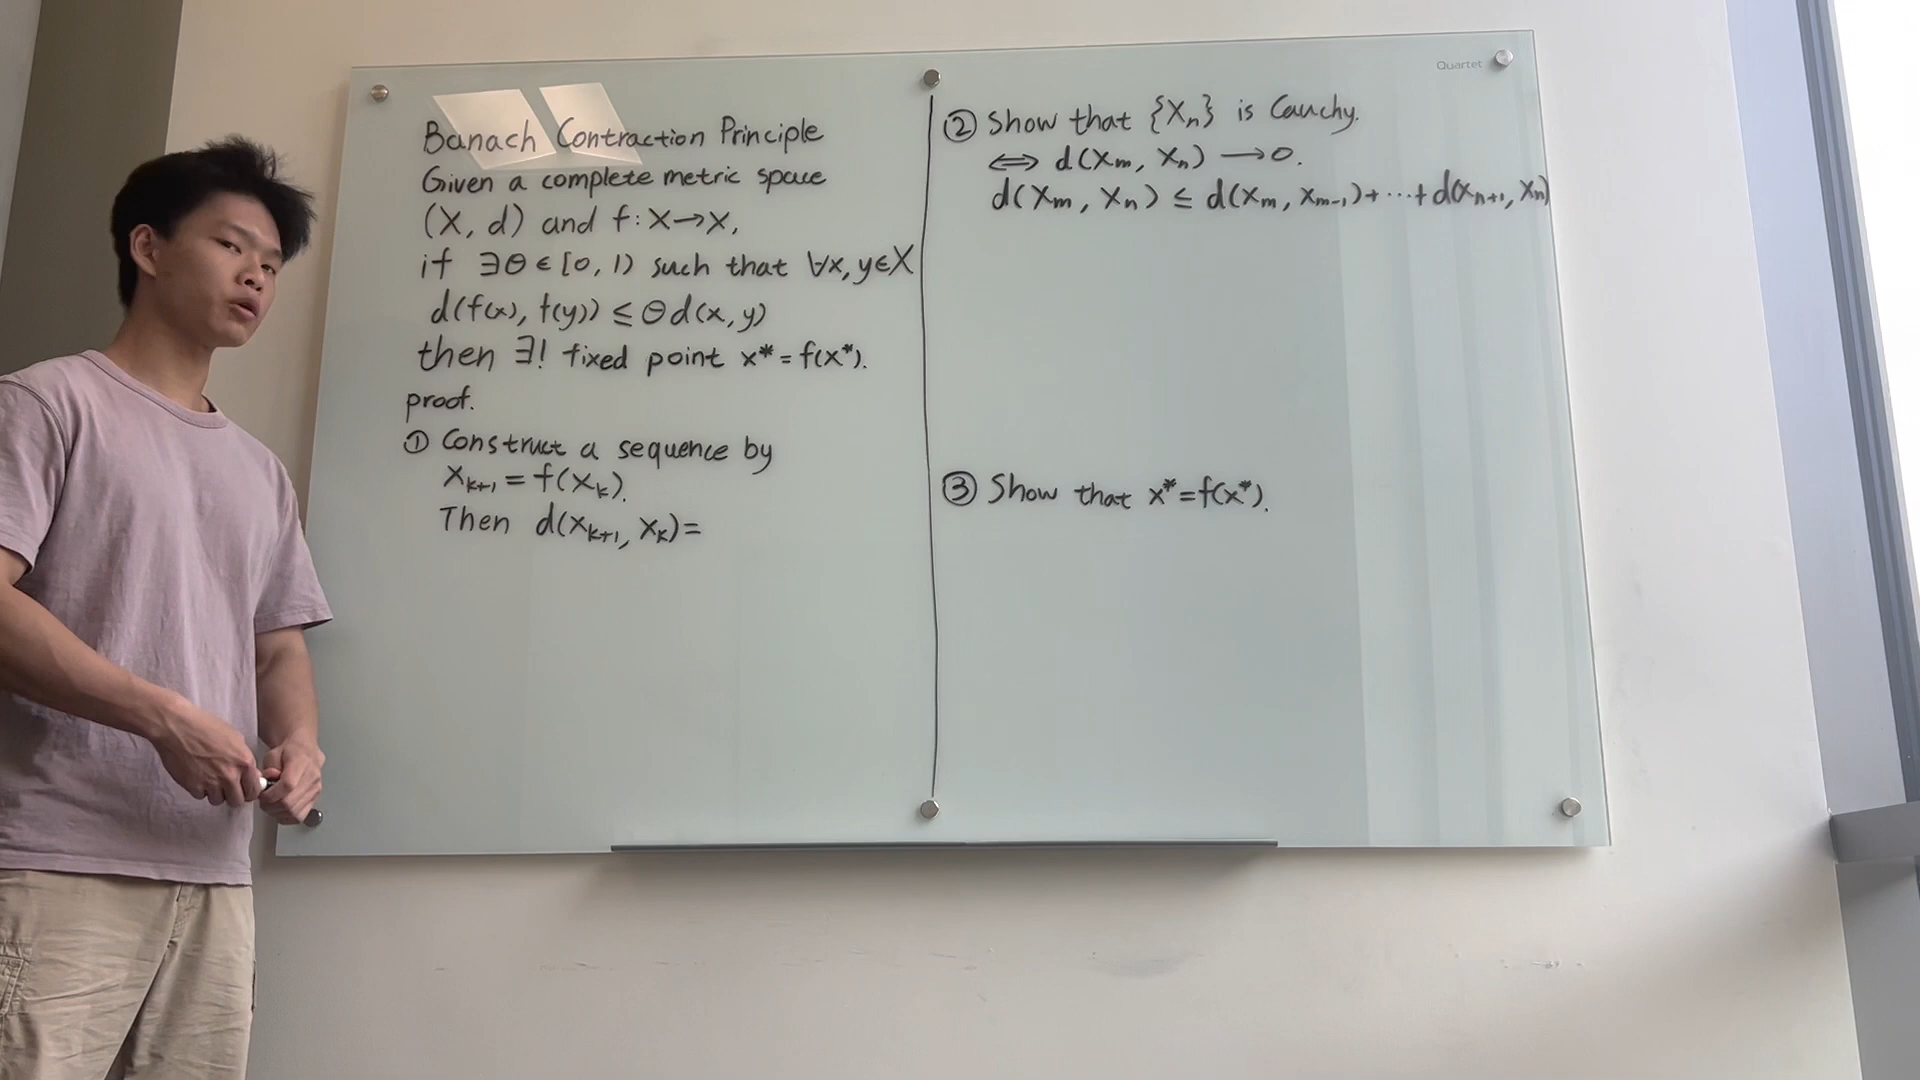 Banach Contraction Principle
Given a complete metric space
(X, d) and f: X→X,
if ∃θ∈[0, 1) such that ∀x, y∈X
d(f(x), f(y)) ≤ θd(x, y)
then ∃! fixed point x* = f(x*).
proof.
① Construct a sequence by
xₖ₊₁ = f(xₖ).
Then d(xₖ₊₁, xₖ)=
Quartet
② Show that {xₙ} is Cauchy.
⟺ d(xₘ, xₙ) → 0.
d(xₘ, xₙ) ≤ d(xₘ, xₘ₋₁)+⋯+d(xₙ₊₁, xₙ)
③ Show that x*=f(x*).